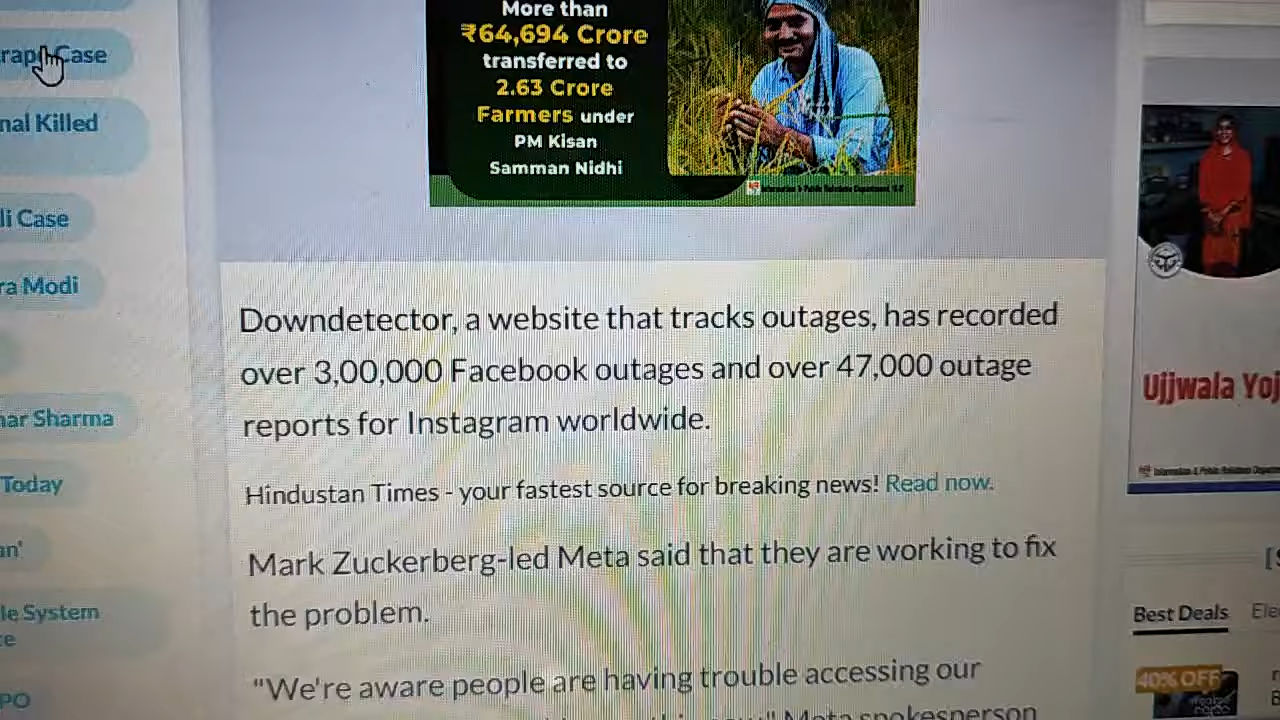 More than
₹64,694 Crore
transferred to
2.63 Crore
Farmers under
PM Kisan
Samman Nidhi
Case
nal Killed
li Case
ra Modi
ar Sharma
Today
an'
le System
PO
Downdetector, a website that tracks outages, has recorded
over 3,00,000 Facebook outages and over 47,000 outage
reports for Instagram worldwide.
Hindustan Times - your fastest source for breaking news! Read now.
Mark Zuckerberg-led Meta said that they are working to fix
the problem.
"We're aware people are having trouble accessing our
Meta spokesperson
Ujjwala Yoj
Best Deals Ele
40% OFF